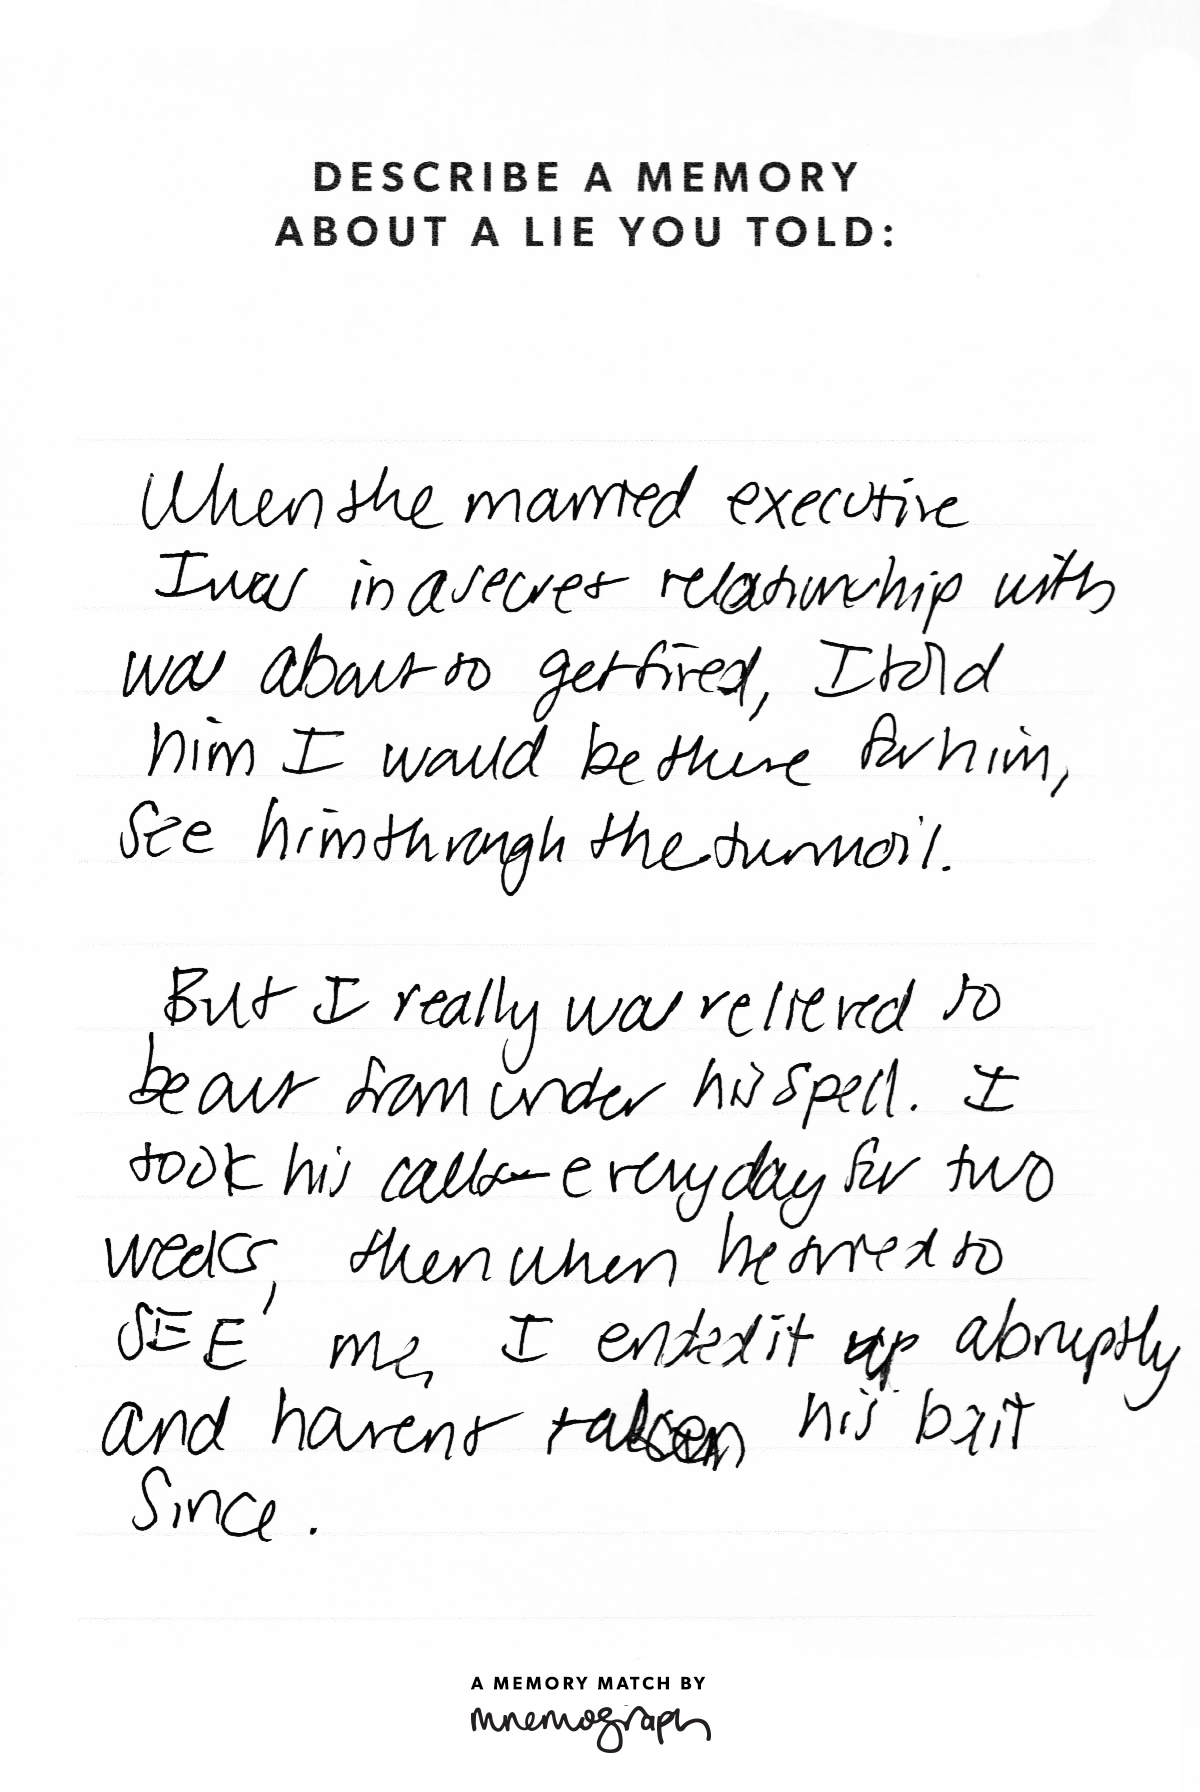 DESCRIBE A MEMORY
ABOUT A LIE YOU TOLD:
When the married executive
I was in a secret relationship with
was about to get fired, I told
him I would be there for him,
see him through the turmoil.
But I really was relieved to
be out from under his spell. I
took his calls everyday for two
weeks, then when he tried to
SEE me, I ended it up abruptly
and havent taken his bait
since.
A MEMORY MATCH BY
mnemograph